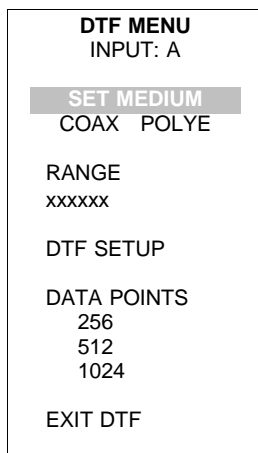 DTF MENU
INPUT: A
SET MEDIUM
COAX POLYE
RANGE
xxxxxx
DTF SETUP
DATA POINTS
256
512
1024
EXIT DTF